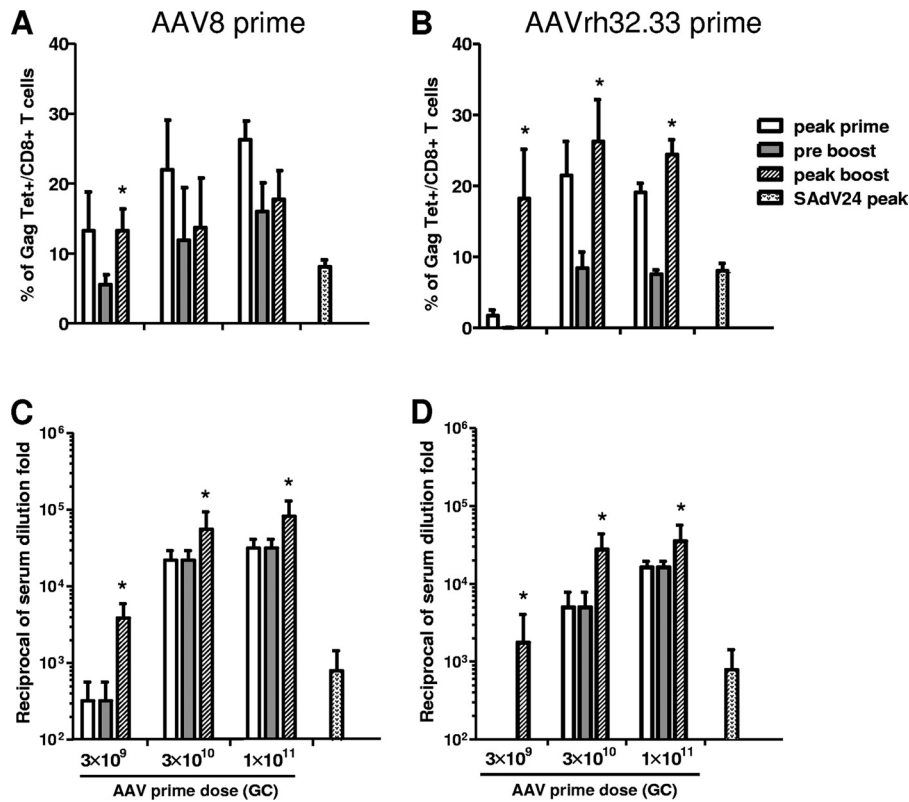 A AAV8 prime
% of Gag Tet+/CD8+ T cells
40
30
20
10
0
B AAVrh32.33 prime
% of Gag Tet+/CD8+ T cells
40
30
20
10
0
*
*
*
*
peak prime
pre boost
peak boost
SAdV24 peak
C
Reciprocal of serum dilution fold
10⁶
10⁵
10⁴
10³
10²
*
*
*
3×10⁹ 3×10¹⁰ 1×10¹¹
AAV prime dose (GC)
D
Reciprocal of serum dilution fold
10⁶
10⁵
10⁴
10³
10²
*
*
*
3×10⁹ 3×10¹⁰ 1×10¹¹
AAV prime dose (GC)